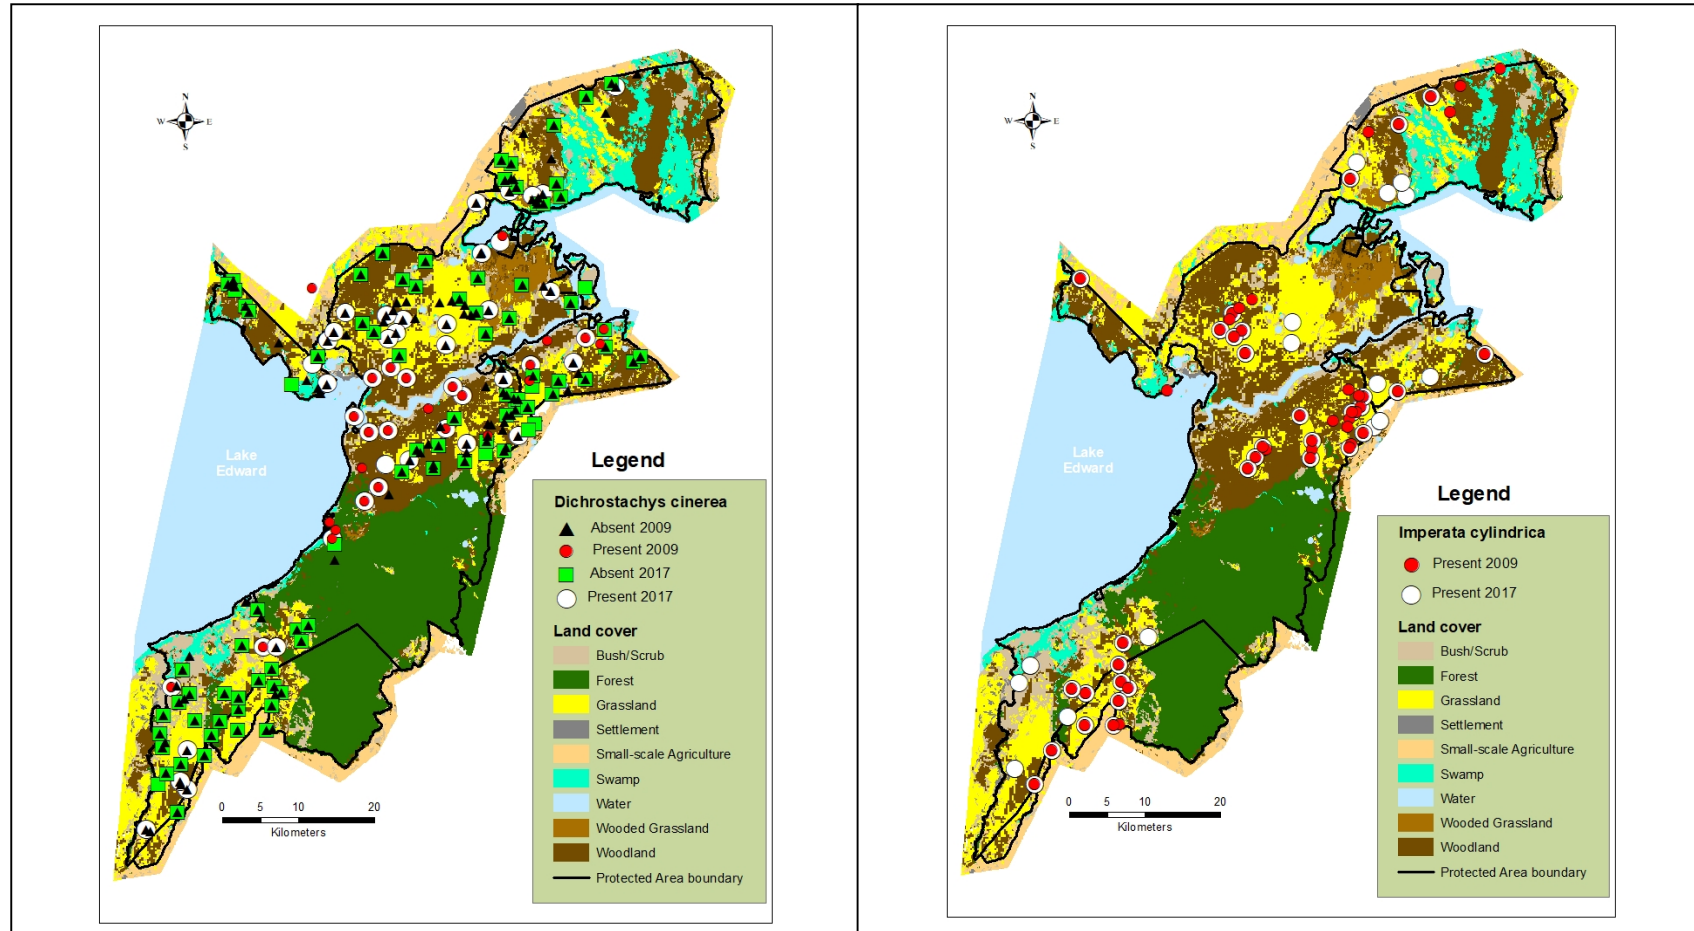 N
W E
S
Lake
Edward
Legend
Dichrostachys cinerea
Absent 2009
Present 2009
Absent 2017
Present 2017
Land cover
Bush/Scrub
Forest
Grassland
Settlement
Small-scale Agriculture
Swamp
Water
Wooded Grassland
Woodland
Protected Area boundary
0 5 10 20
Kilometers
N
W E
S
Lake
Edward
Legend
Imperata cylindrica
Present 2009
Present 2017
Land cover
Bush/Scrub
Forest
Grassland
Settlement
Small-scale Agriculture
Swamp
Water
Wooded Grassland
Woodland
Protected Area boundary
0 5 10 20
Kilometers